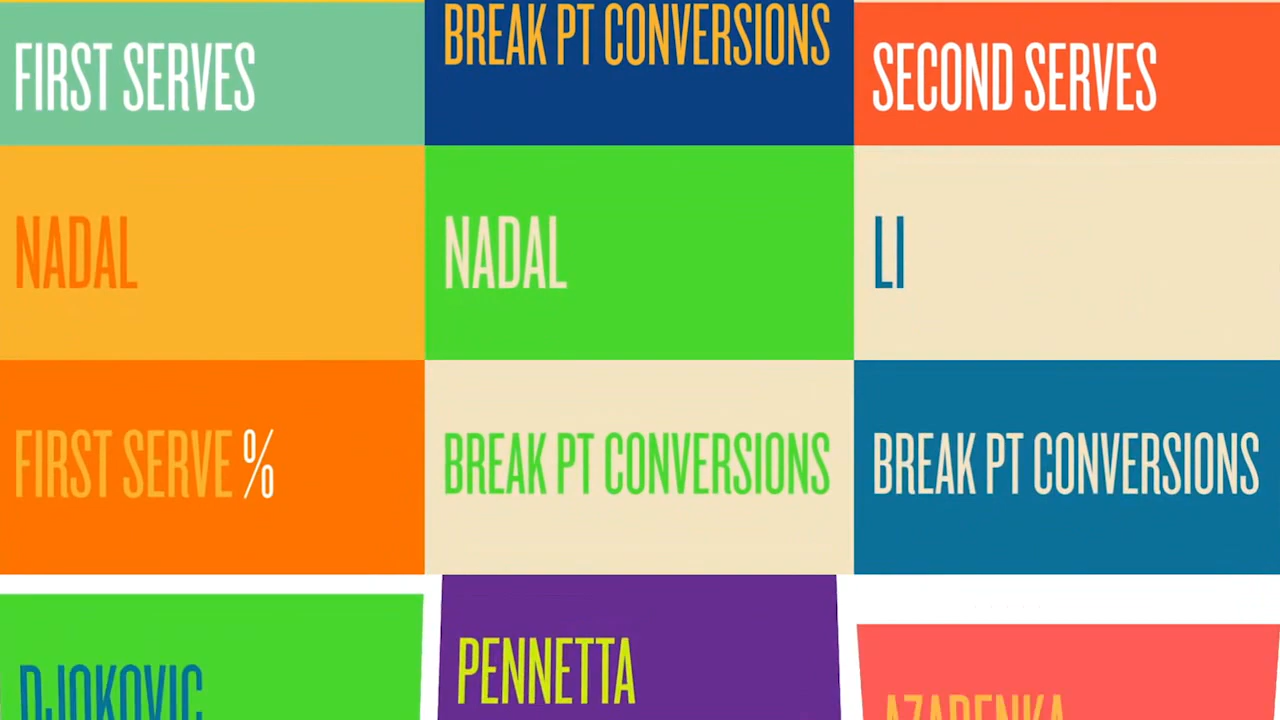 FIRST SERVES
BREAK PT CONVERSIONS
SECOND SERVES
NADAL
NADAL
LI
FIRST SERVE %
BREAK PT CONVERSIONS
BREAK PT CONVERSIONS
DJOKOVIC
PENNETTA
AZARENKA